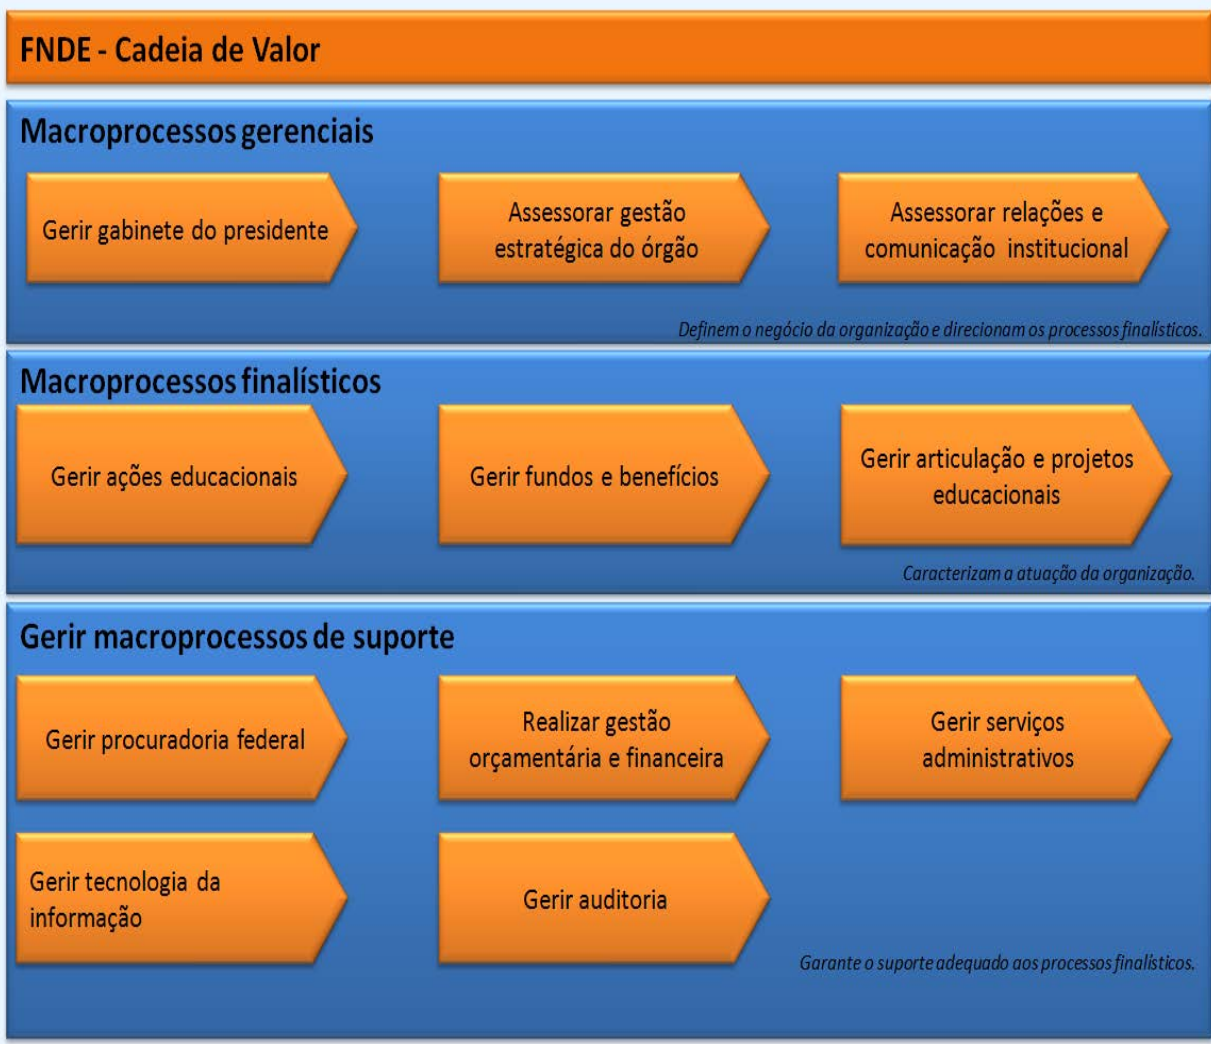 FNDE - Cadeia de Valor
Macroprocessos gerenciais
Gerir gabinete do presidente
Assessorar gestão
estratégica do órgão
Assessorar relações e
comunicação institucional
Definem o negócio da organização e direcionam os processos finalísticos.
Macroprocessos finalísticos
Gerir ações educacionais
Gerir fundos e benefícios
Gerir articulação e projetos
educacionais
Caracterizam a atuação da organização.
Gerir macroprocessos de suporte
Gerir procuradoria federal
Realizar gestão
orçamentária e financeira
Gerir serviços
administrativos
Gerir tecnologia da
informação
Gerir auditoria
Garante o suporte adequado aos processos finalísticos.